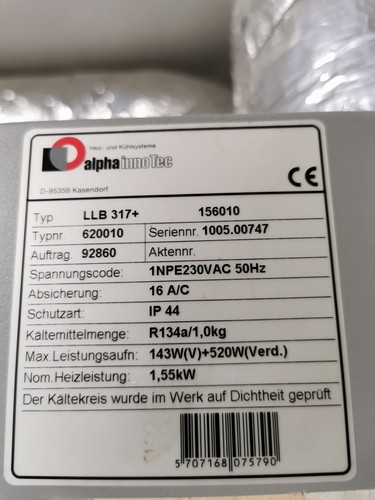 Heiz- und Kühlsysteme
alpha innoTec
D-95359 Kasendorf
CE
Typ LLB 317+ 156010
Typnr. 620010 Seriennr. 1005.00747
Auftrag. 92860 Aktennr.
Spannungscode: 1NPE230VAC 50Hz
Absicherung: 16 A/C
Schutzart: IP 44
Kältemittelmenge: R134a/1,0kg
Max.Leistungsaufn: 143W(V)+520W(Verd.)
Nom.Heizleistung: 1,55kW
Der Kältekreis wurde im Werk auf Dichtheit geprüft
5 707168 075790